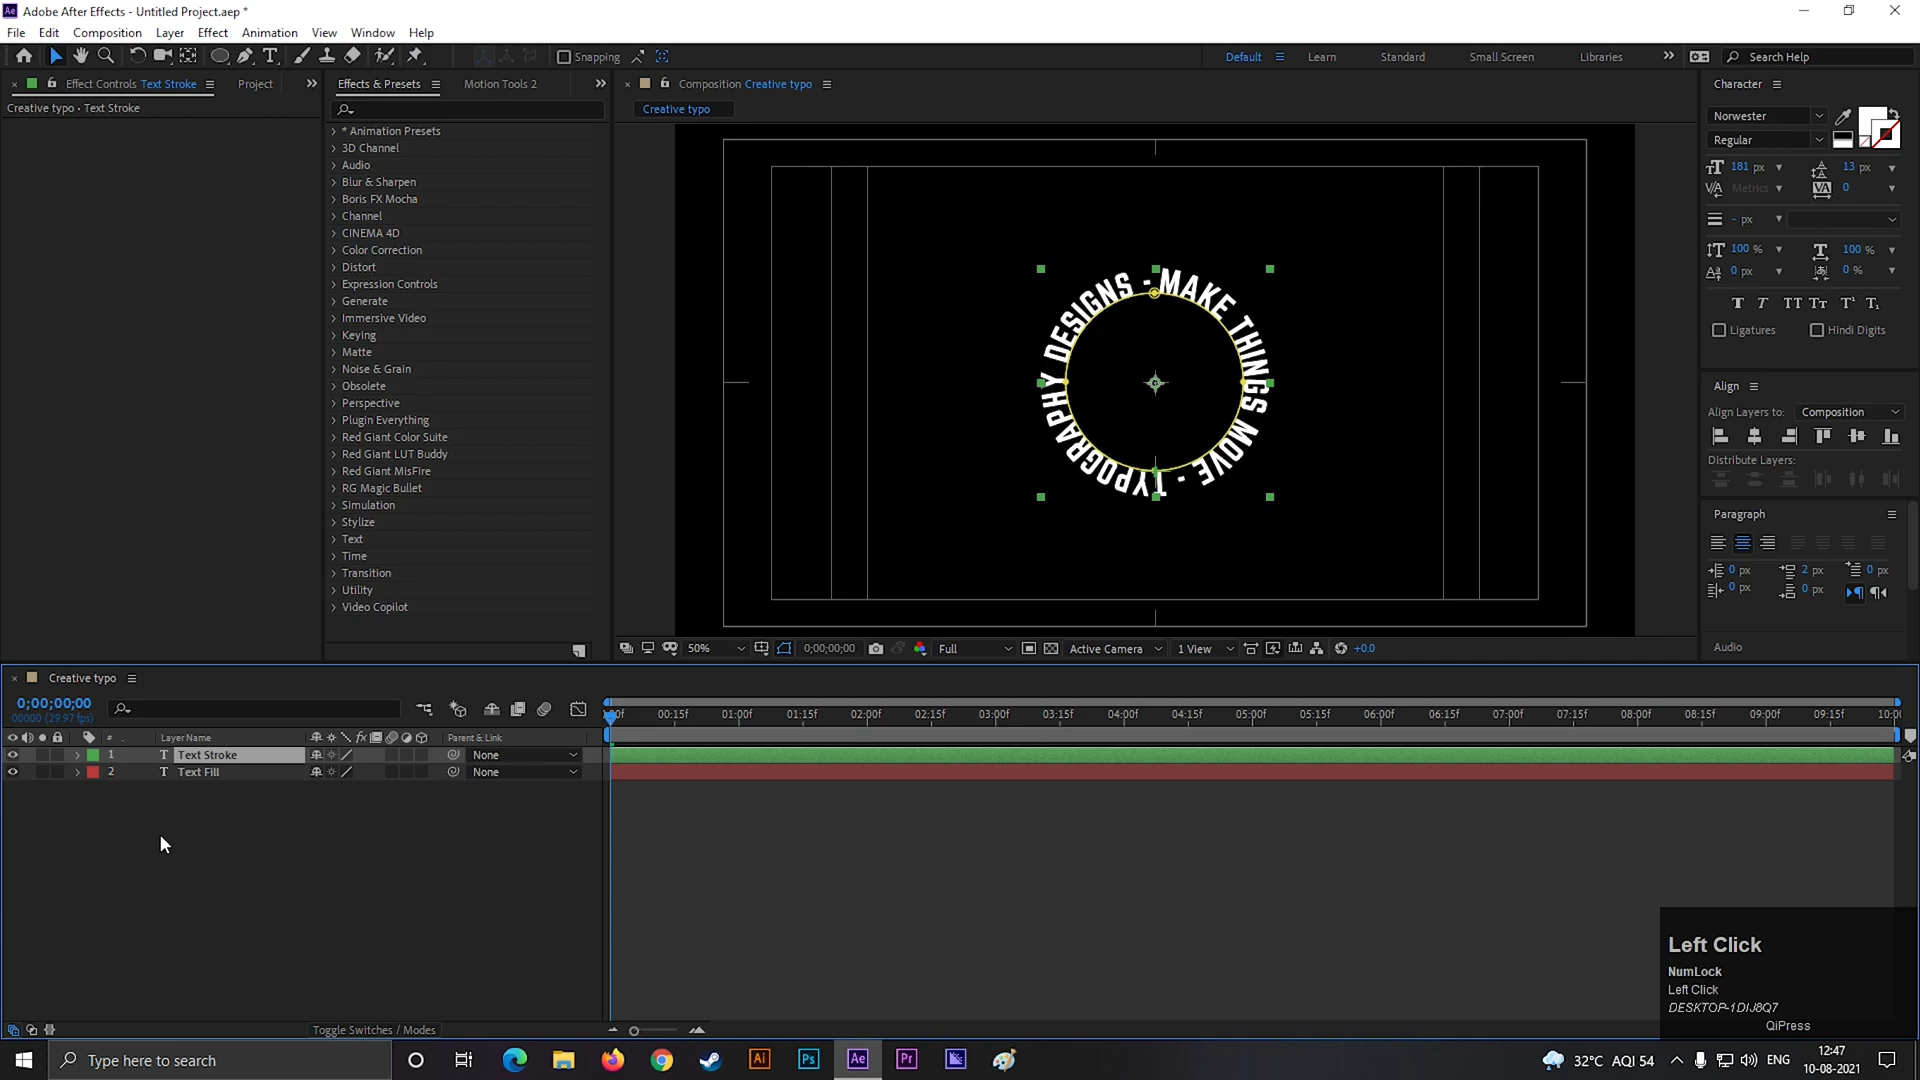 Adobe After Effects - Untitled Project.aep *
File Edit Composition Layer Effect Animation View Window Help
Snapping Default Learn Standard Small Screen Libraries Search Help
Effect Controls Text Stroke Project
Creative typo • Text Stroke
Effects & Presets Motion Tools 2
* Animation Presets
3D Channel
Audio
Blur & Sharpen
Boris FX Mocha
Channel
CINEMA 4D
Color Correction
Distort
Expression Controls
Generate
Immersive Video
Keying
Matte
Noise & Grain
Obsolete
Perspective
Plugin Everything
Red Giant Color Suite
Red Giant LUT Buddy
Red Giant MisFire
RG Magic Bullet
Simulation
Stylize
Text
Time
Transition
Utility
Video Copilot
Composition Creative typo
Creative typo
MAKE THINGS MOVE - TYPOGRAPHY DESIGNS -
50% 0;00;00;00 Full Active Camera 1 View +0.0
Character
Norwester
Regular
181 px 13 px
Metrics 0
- px
100 % 100 %
0 px 0 %
Ligatures Hindi Digits
Align
Align Layers to: Composition
Distribute Layers:
Paragraph
0 px 2 px 0 px
0 px 0 px
Audio
Creative typo
0;00;00;00
00000 (29.97 fps)
00:15f 01:00f 01:15f 02:00f 02:15f 03:00f 03:15f 04:00f 04:15f 05:00f 05:15f 06:00f 06:15f 07:00f 07:15f 08:00f 08:15f 09:00f 09:15f
# Layer Name Parent & Link
1 T Text Stroke None
2 T Text Fill None
Toggle Switches / Modes
Left Click
NumLock
Left Click
DESKTOP-1DIJ8Q7
QiPress
Type here to search
Ai Ps Ae Pr
32°C AQI 54 ENG
12:47
10-08-2021